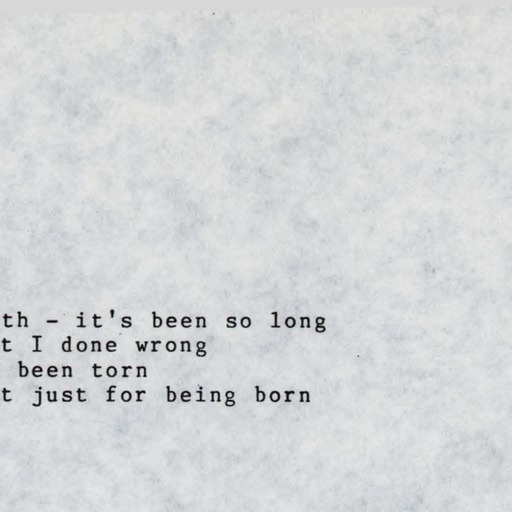 th - it's been so long
t I done wrong
been torn
t just for being born